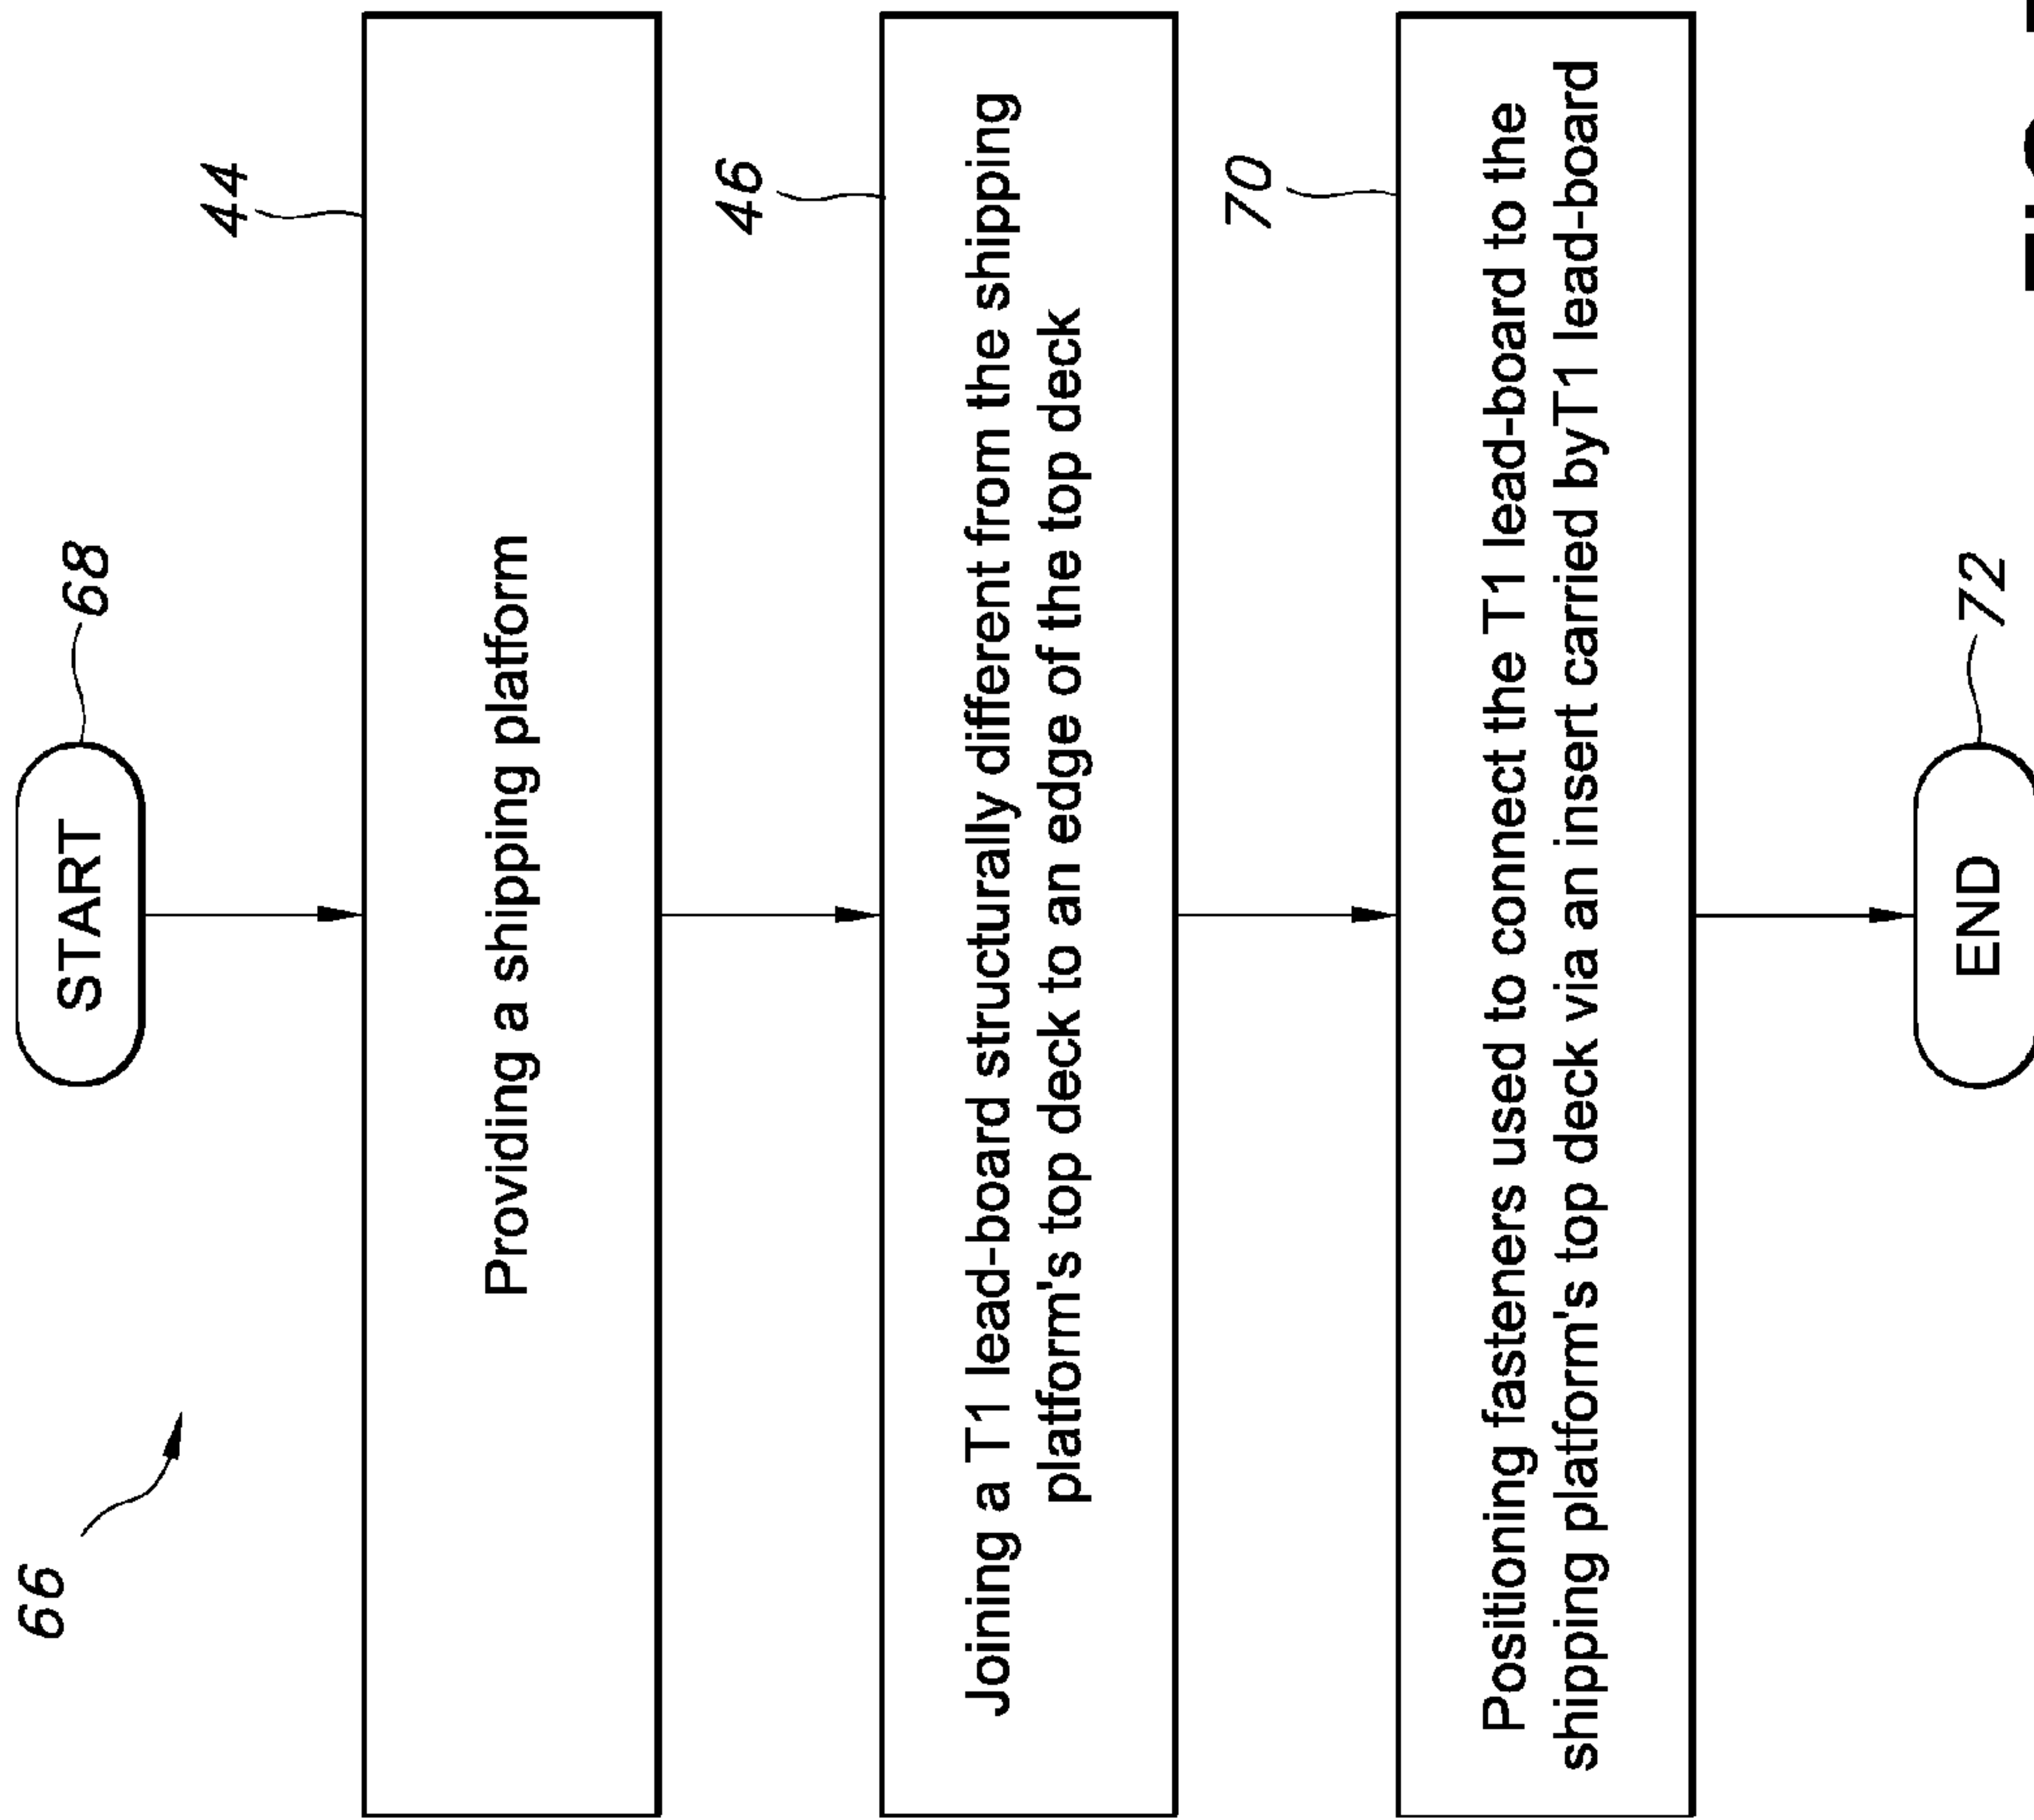 66
START
68
44
Providing a shipping platform
46
Joining a T1 lead-board structurally different from the shipping
platform's top deck to an edge of the top deck
70
Positioning fasteners used to connect the T1 lead-board to the
shipping platform's top deck via an insert carried byT1 lead-board
END
72